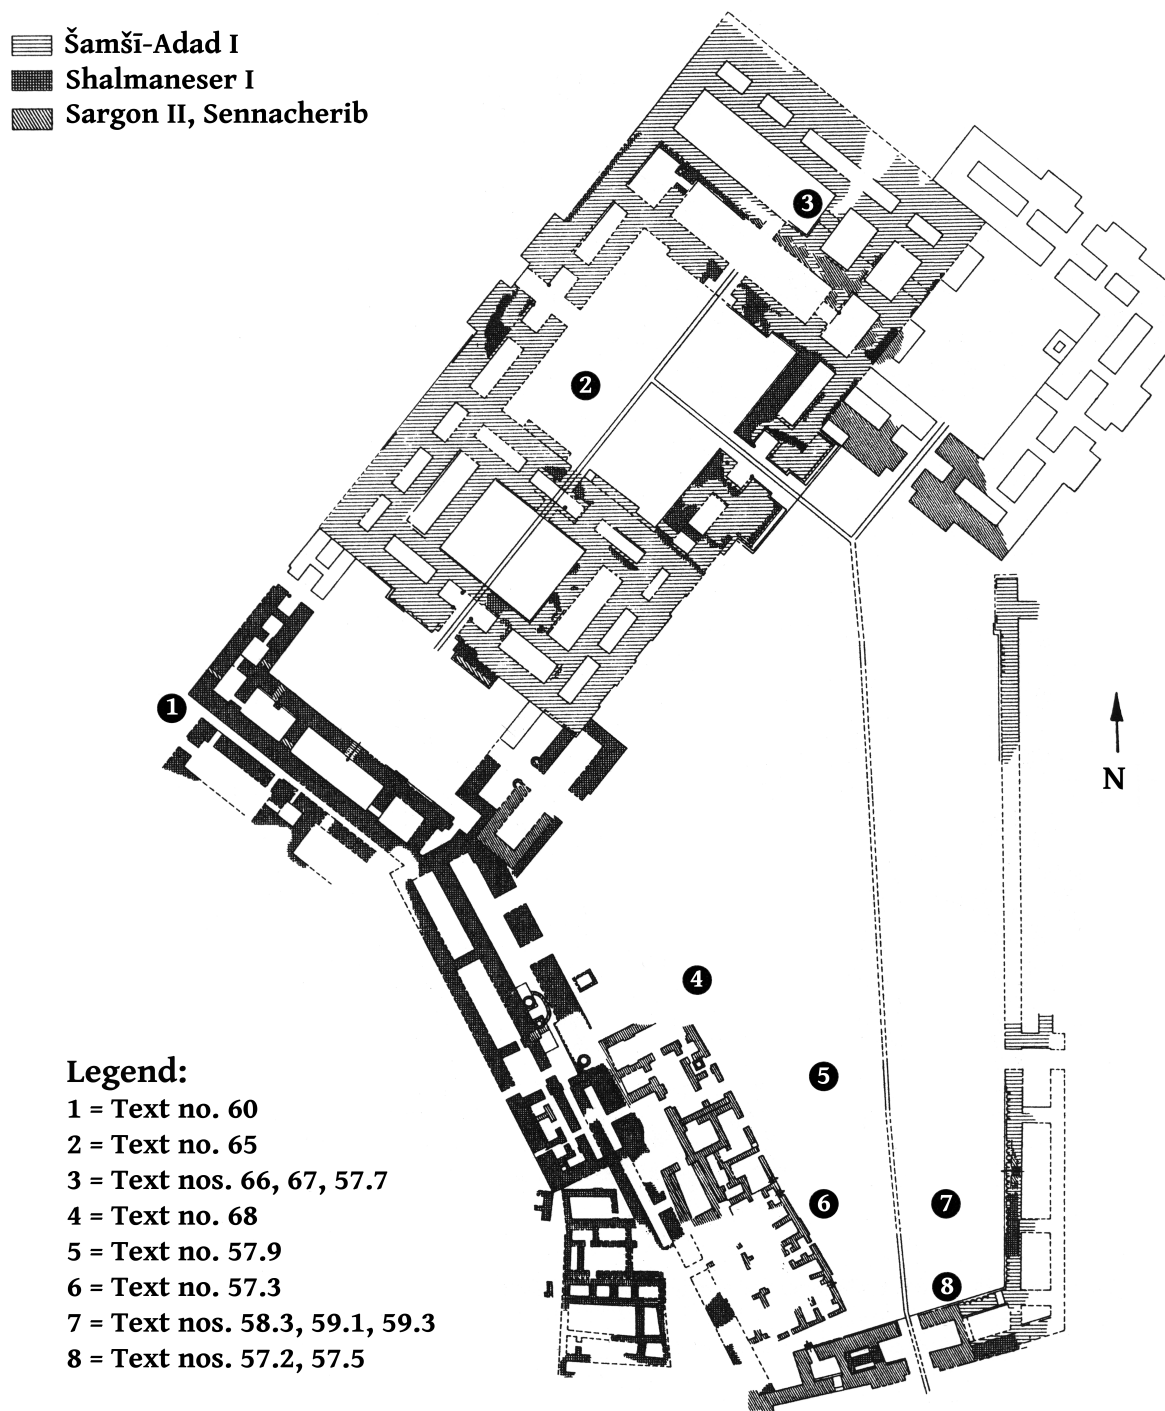 Šamšī-Adad I
Shalmaneser I
Sargon II, Sennacherib
3
2
1
N
4
5
6
7
8
Legend:
1 = Text no. 60
2 = Text no. 65
3 = Text nos. 66, 67, 57.7
4 = Text no. 68
5 = Text no. 57.9
6 = Text no. 57.3
7 = Text nos. 58.3, 59.1, 59.3
8 = Text nos. 57.2, 57.5